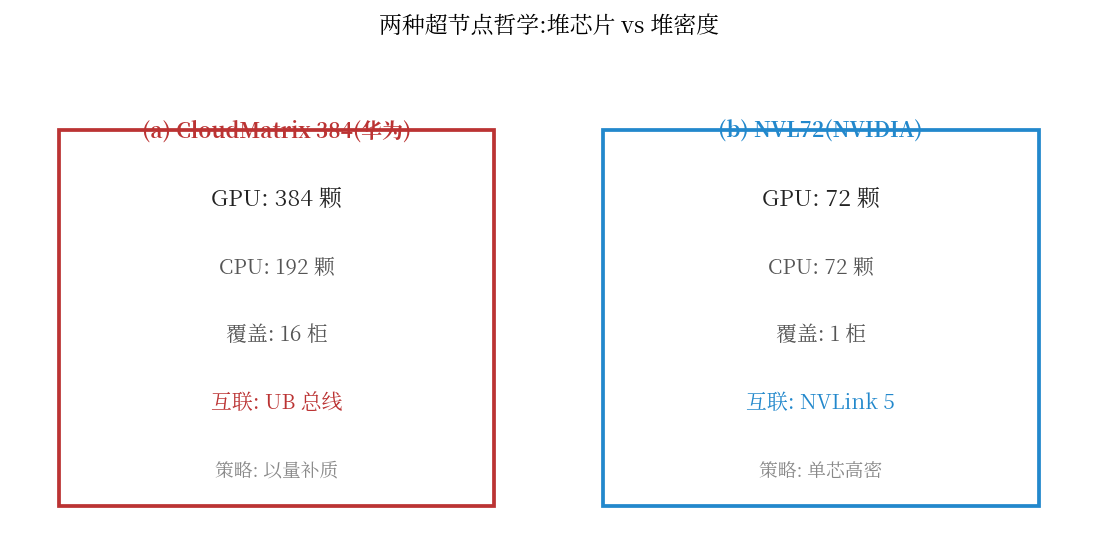 两种超节点哲学:堆芯片 vs 堆密度
(a) CloudMatrix 384(华为)
GPU: 384 颗
CPU: 192 颗
覆盖: 16 柜
互联: UB 总线
策略: 以量补质
(b) NVL72(NVIDIA)
GPU: 72 颗
CPU: 72 颗
覆盖: 1 柜
互联: NVLink 5
策略: 单芯高密